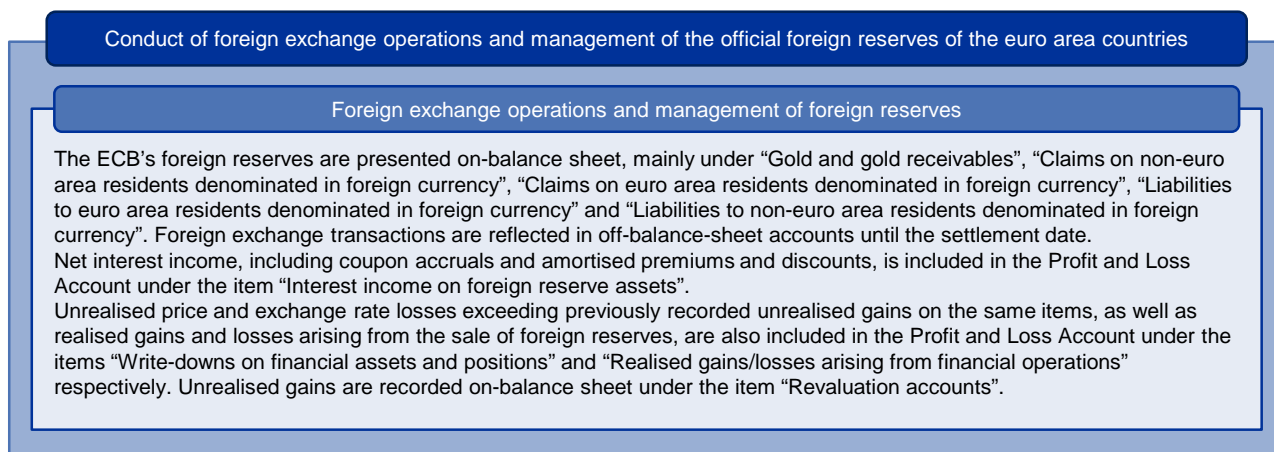 Conduct of foreign exchange operations and management of the official foreign reserves of the euro area countries
Foreign exchange operations and management of foreign reserves
The ECB’s foreign reserves are presented on-balance sheet, mainly under “Gold and gold receivables”, “Claims on non-euro
area residents denominated in foreign currency”, “Claims on euro area residents denominated in foreign currency”, “Liabilities
to euro area residents denominated in foreign currency” and “Liabilities to non-euro area residents denominated in foreign
currency”. Foreign exchange transactions are reflected in off-balance-sheet accounts until the settlement date.
Net interest income, including coupon accruals and amortised premiums and discounts, is included in the Profit and Loss
Account under the item “Interest income on foreign reserve assets”.
Unrealised price and exchange rate losses exceeding previously recorded unrealised gains on the same items, as well as
realised gains and losses arising from the sale of foreign reserves, are also included in the Profit and Loss Account under the
items “Write-downs on financial assets and positions” and “Realised gains/losses arising from financial operations”
respectively. Unrealised gains are recorded on-balance sheet under the item “Revaluation accounts”.